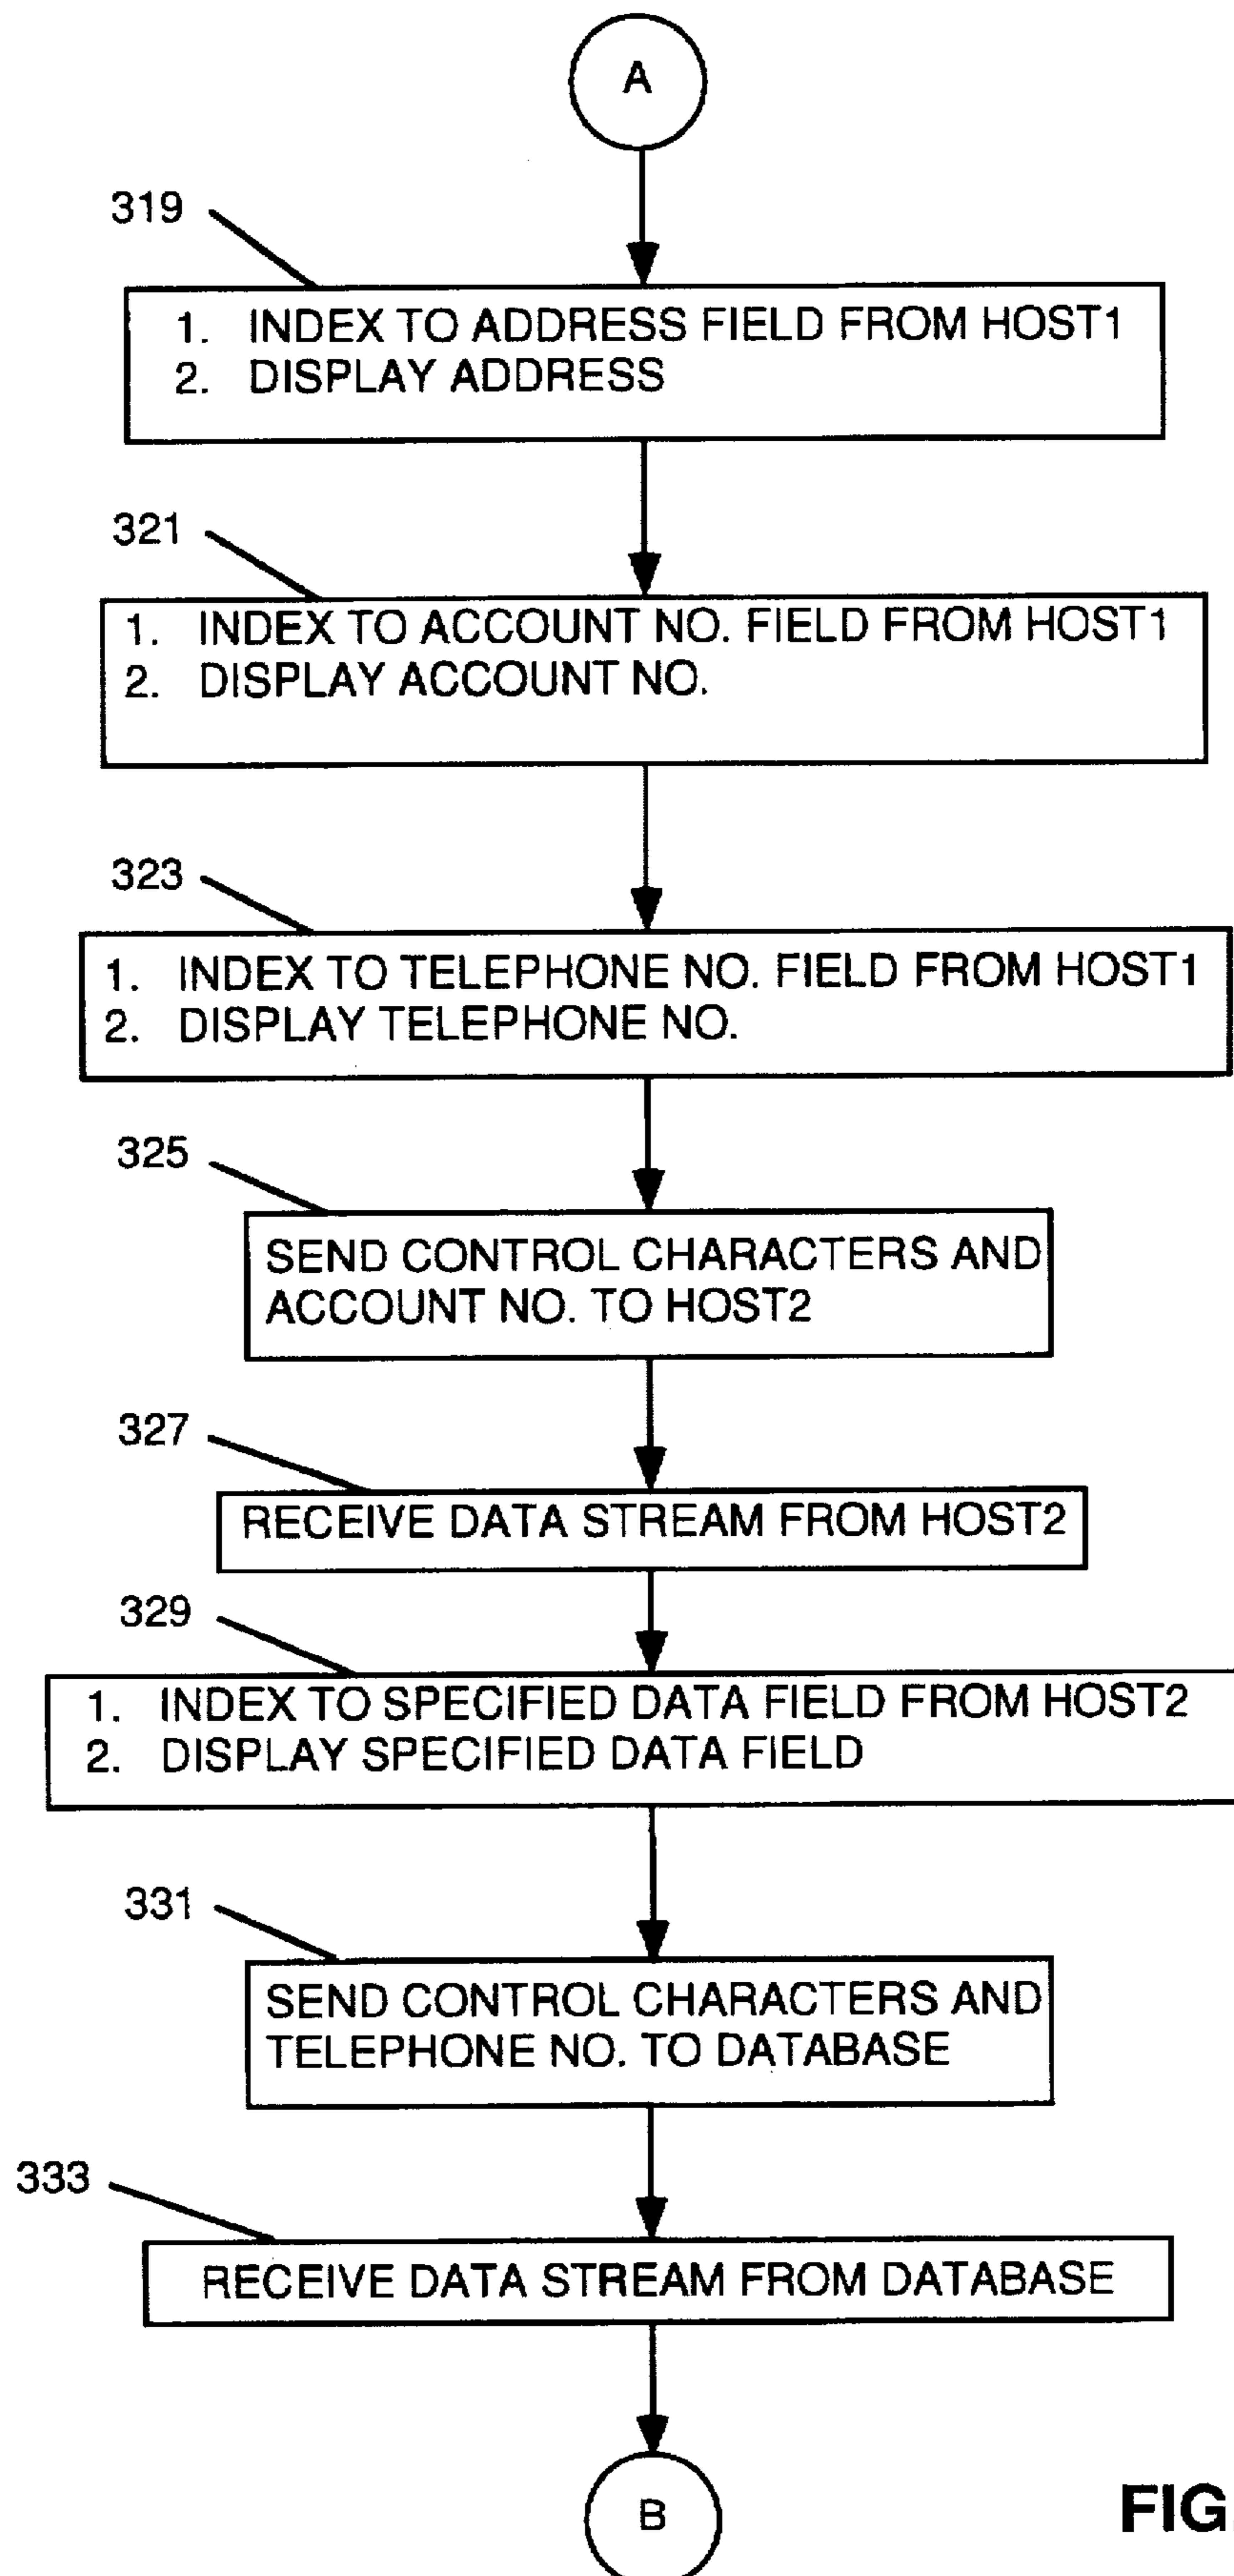 A
319
1. INDEX TO ADDRESS FIELD FROM HOST1
2. DISPLAY ADDRESS
321
1. INDEX TO ACCOUNT NO. FIELD FROM HOST1
2. DISPLAY ACCOUNT NO.
323
1. INDEX TO TELEPHONE NO. FIELD FROM HOST1
2. DISPLAY TELEPHONE NO.
325
SEND CONTROL CHARACTERS AND
ACCOUNT NO. TO HOST2
327
RECEIVE DATA STREAM FROM HOST2
329
1. INDEX TO SPECIFIED DATA FIELD FROM HOST2
2. DISPLAY SPECIFIED DATA FIELD
331
SEND CONTROL CHARACTERS AND
TELEPHONE NO. TO DATABASE
333
RECEIVE DATA STREAM FROM DATABASE
B
FIG.